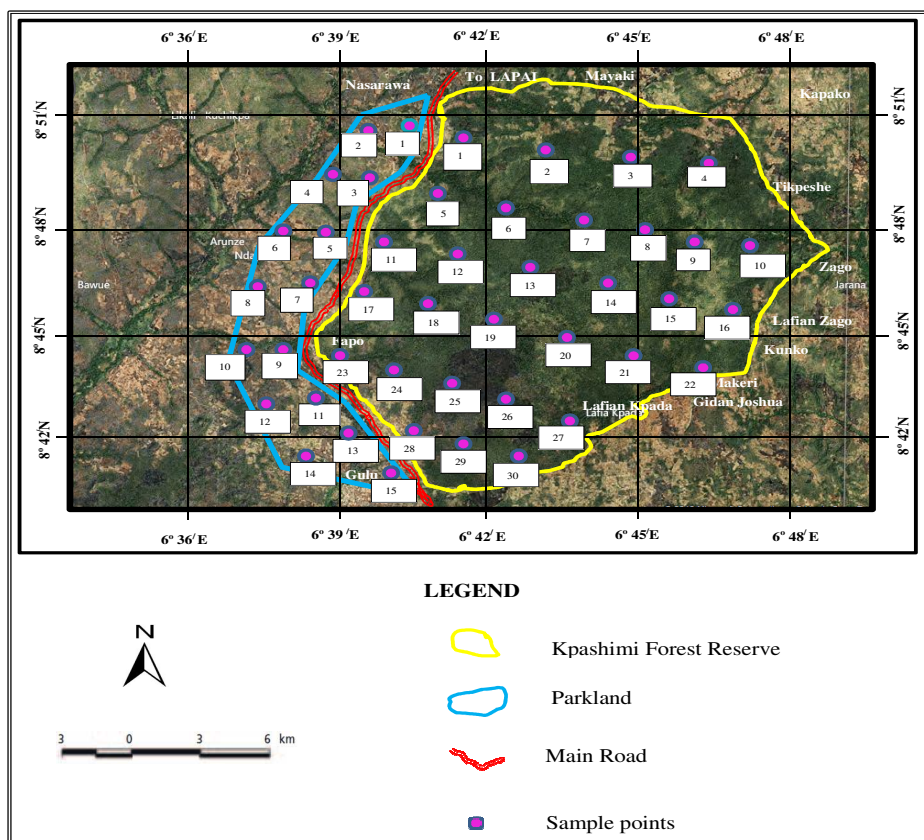 6° 36' E 6° 39' E 6° 42' E 6° 45' E 6° 48' E
To LAPAI Mayaki
Nasarawa Kapako
8° 51'N 8° 51'N
2 1 1 2 3 4
4 3 5 Tikpeshe
6 7
8° 48'N 8° 48'N
Arunze
6 5 11 12 8 9 10
Nda Zago
Bawue 13 Jarana
8 7 17 18 14 15 16
Lafian Zago
8° 45'N 19 8° 45'N
Fapo 20 21 Kunko
10 9 23 24 22 Makeri
25 Gidan Joshua
12 11 26 Lafian Kpada
Lafia Kpada
8° 42'N 27 8° 42'N
13 28 29
14 Gulu 15 30
6° 36' E 6° 39' E 6° 42' E 6° 45' E 6° 48' E
LEGEND
N
Kpashimi Forest Reserve
Parkland
3 0 3 6 km
Main Road
Sample points